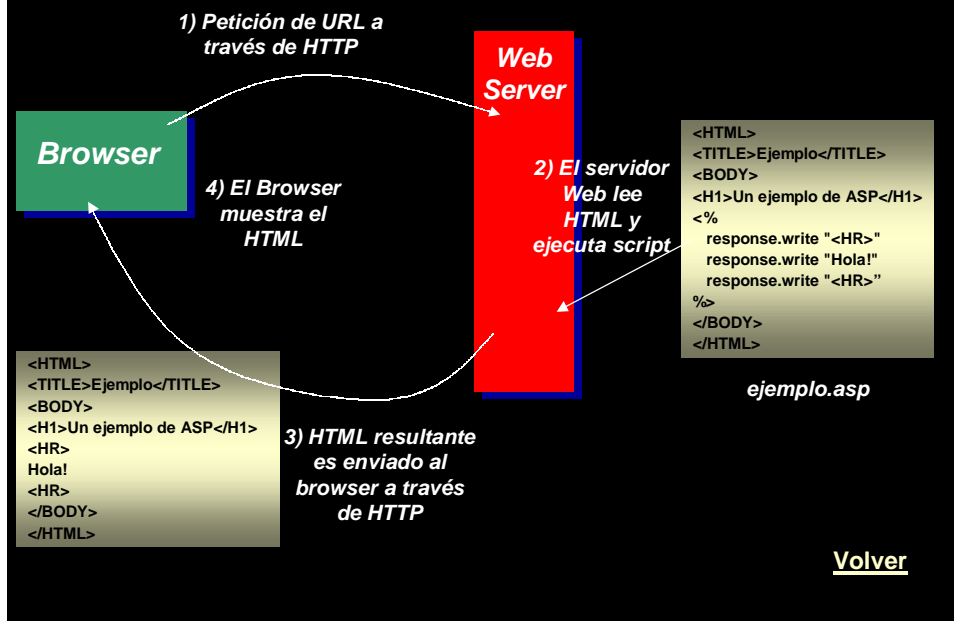 1) Petición de URL a
través de HTTP
Web
Server
Browser
4) El Browser
muestra el
HTML
2) El servidor
Web lee
HTML y
ejecuta script
<HTML>
<TITLE>Ejemplo</TITLE>
<BODY>
<H1>Un ejemplo de ASP</H1>
<%
response.write "<HR>"
response.write "Hola!"
response.write "<HR>”
%>
</BODY>
</HTML>
ejemplo.asp
<HTML>
<TITLE>Ejemplo</TITLE>
<BODY>
<H1>Un ejemplo de ASP</H1>
<HR>
Hola!
<HR>
</BODY>
</HTML>
3) HTML resultante
es enviado al
browser a través
de HTTP
Volver